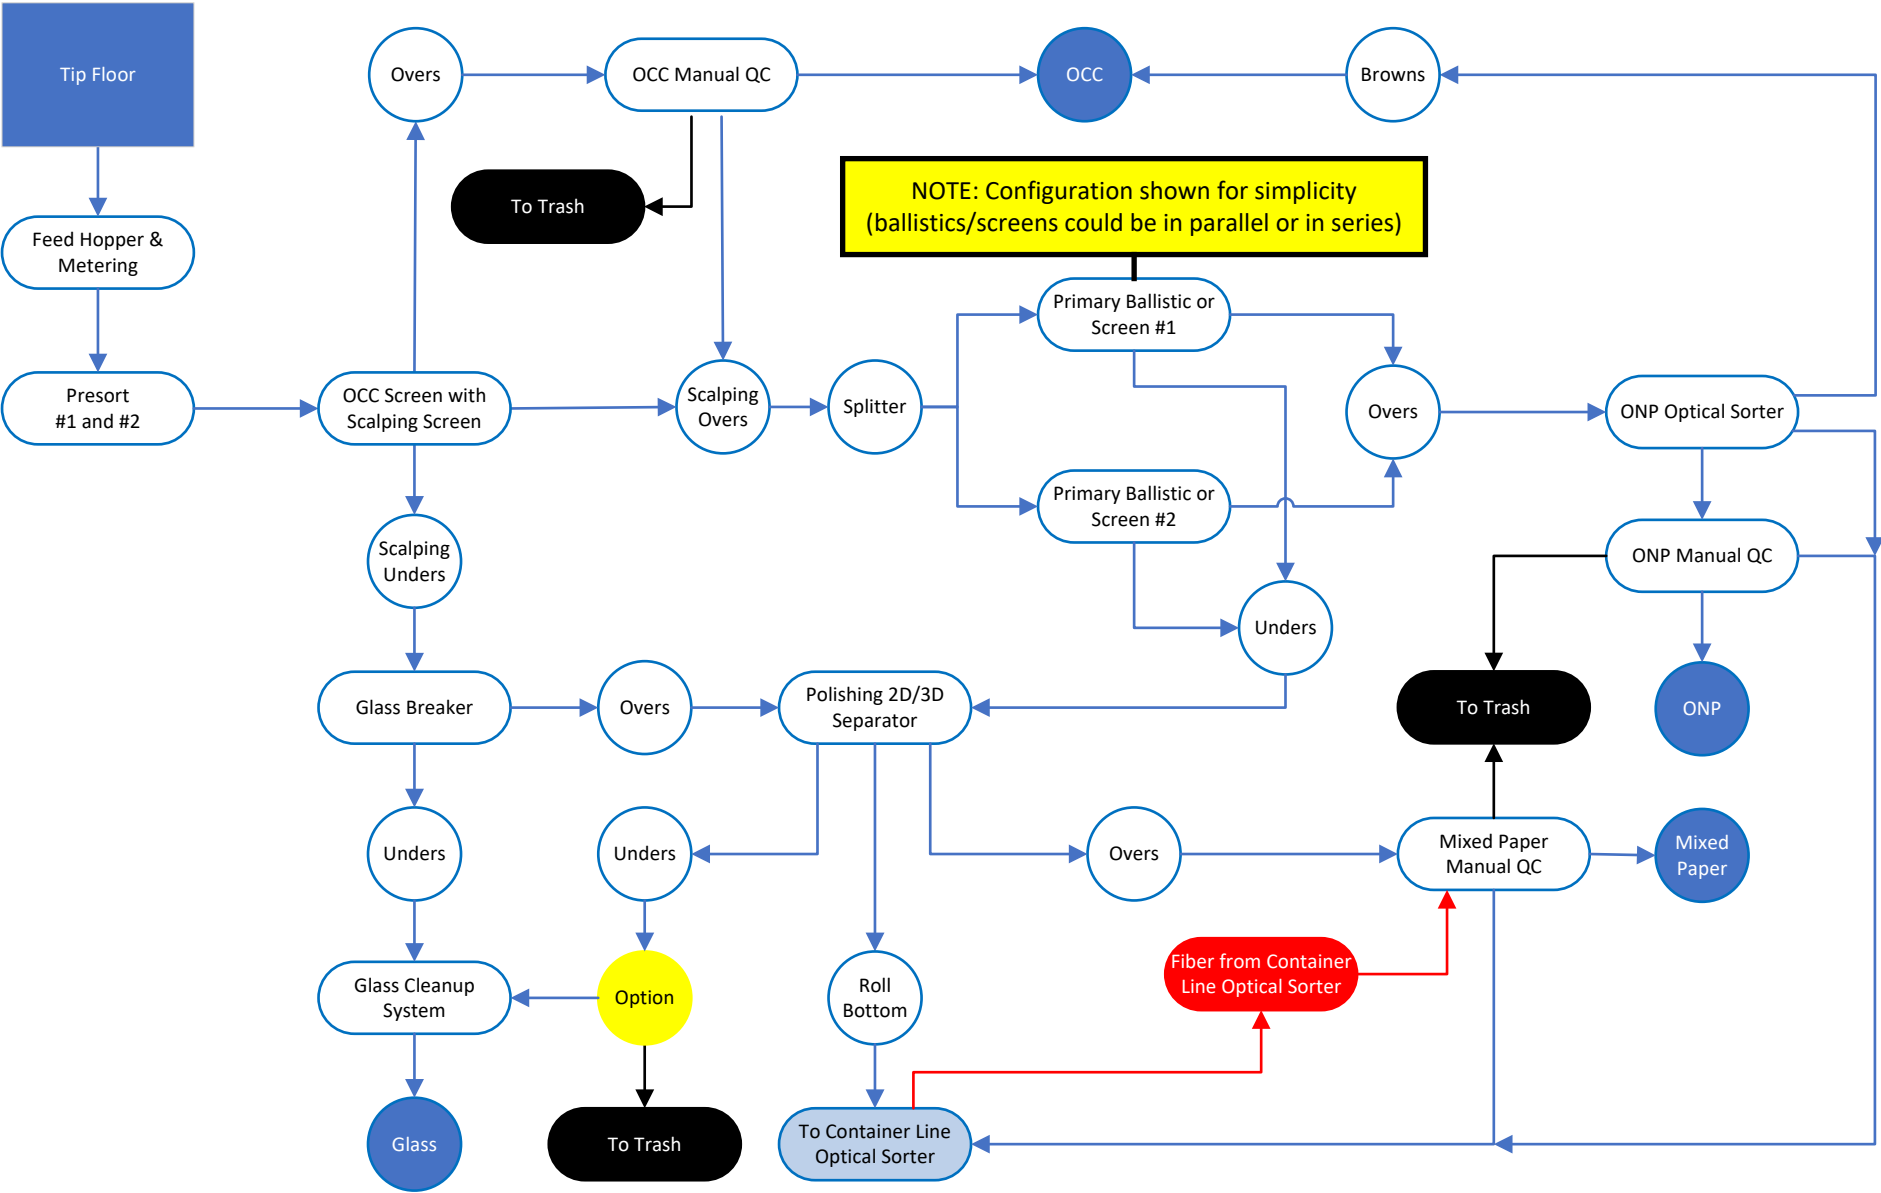 Tip Floor
Overs
OCC Manual QC
OCC
Browns
To Trash
NOTE: Configuration shown for simplicity
(ballistics/screens could be in parallel or in series)
Feed Hopper &
Metering
Primary Ballistic or
Screen #1
Presort
#1 and #2
OCC Screen with
Scalping Screen
Scalping
Overs
Splitter
Overs
ONP Optical Sorter
Primary Ballistic or
Screen #2
Scalping
Unders
ONP Manual QC
Unders
Glass Breaker
Overs
Polishing 2D/3D
Separator
To Trash
ONP
Unders
Unders
Overs
Mixed Paper
Manual QC
Mixed
Paper
Fiber from Container
Line Optical Sorter
Glass Cleanup
System
Option
Roll
Bottom
Glass
To Trash
To Container Line
Optical Sorter